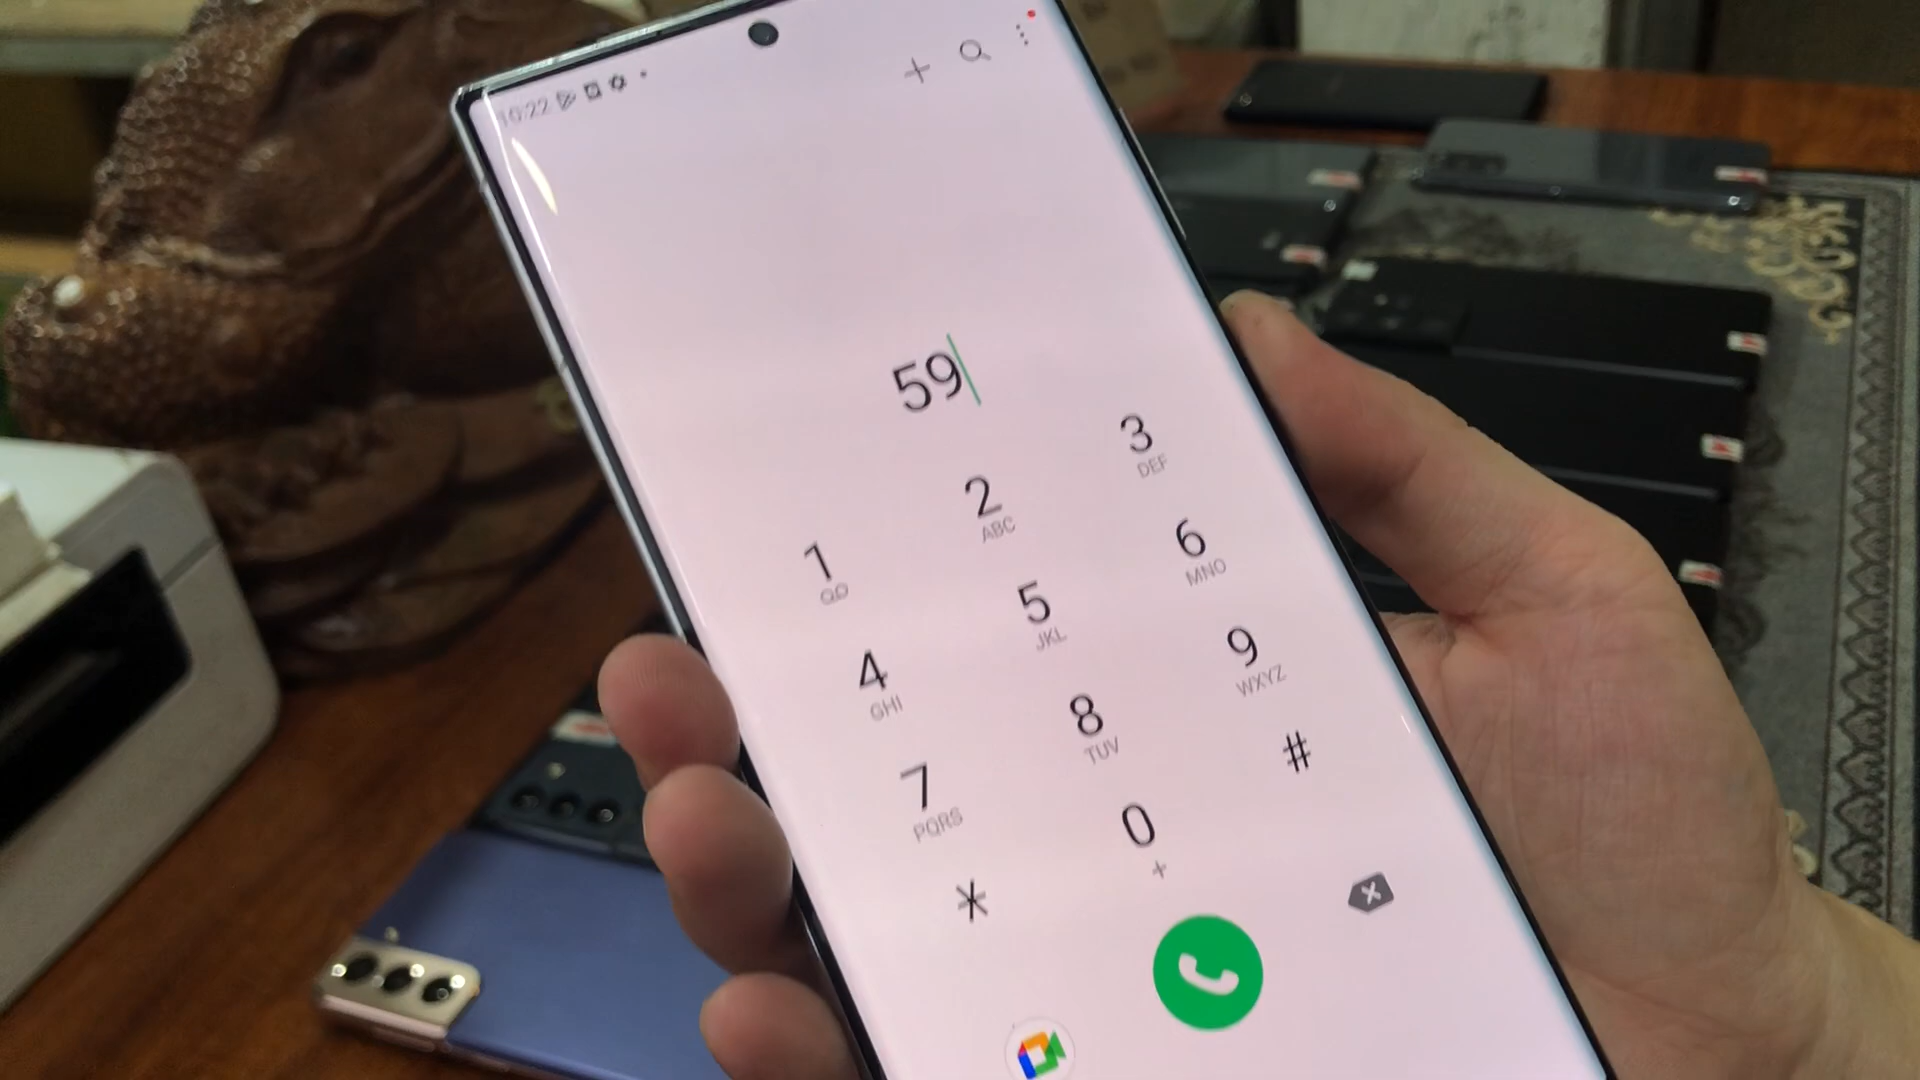 10:22
59
1
2 ABC
3 DEF
4 GHI
5 JKL
6 MNO
7 PQRS
8 TUV
9 WXYZ
*
0 +
#